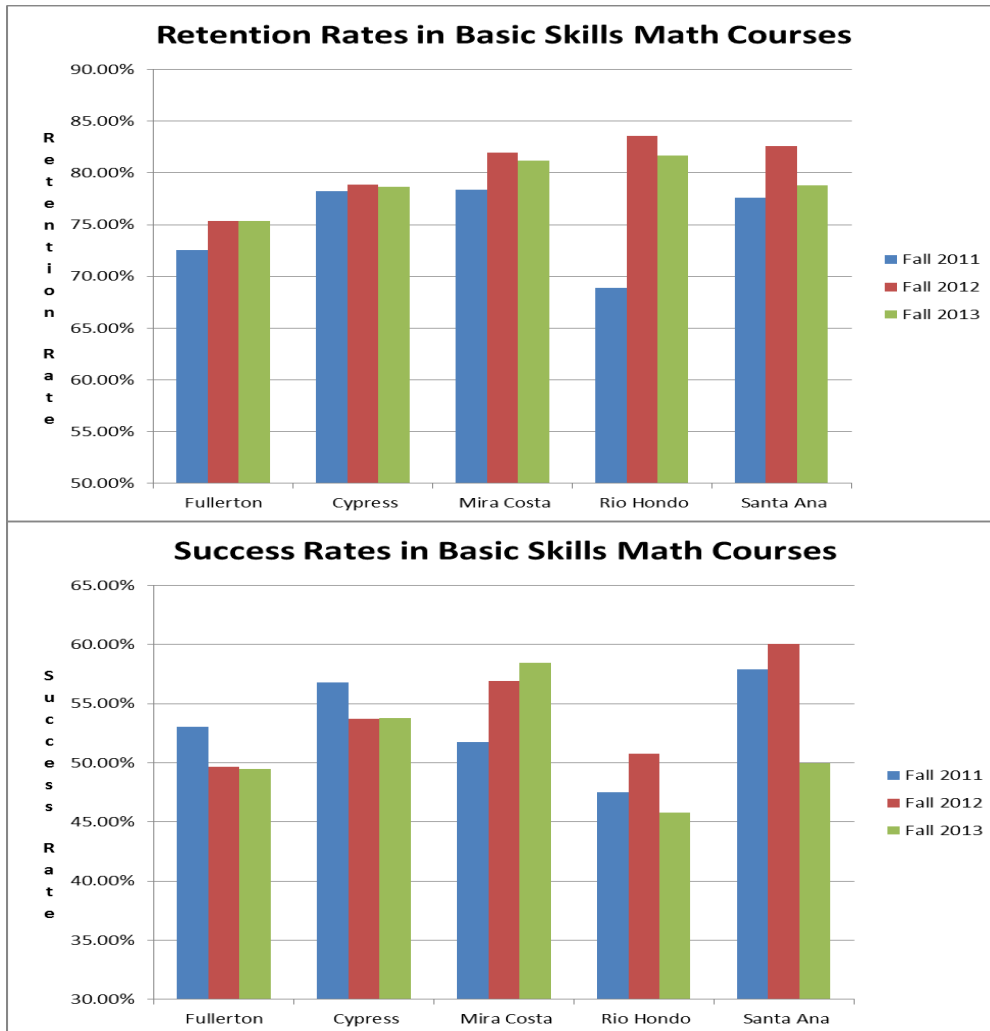 Retention Rates in Basic Skills Math Courses
90.00%
85.00%
80.00%
75.00%
70.00%
65.00%
60.00%
55.00%
50.00%
Retention Rate
Fullerton Cypress Mira Costa Rio Hondo Santa Ana
Fall 2011
Fall 2012
Fall 2013
Success Rates in Basic Skills Math Courses
65.00%
60.00%
55.00%
50.00%
45.00%
40.00%
35.00%
30.00%
Success Rate
Fullerton Cypress Mira Costa Rio Hondo Santa Ana
Fall 2011
Fall 2012
Fall 2013